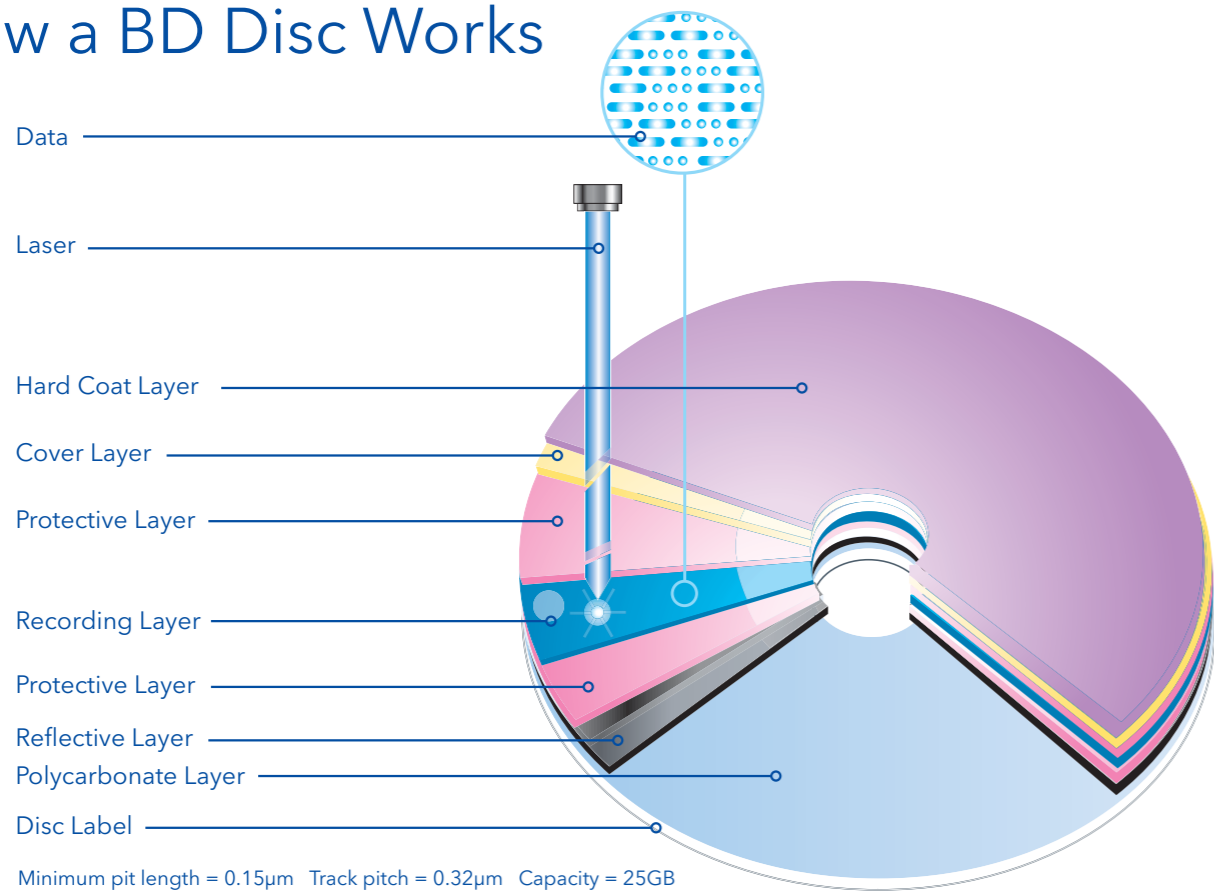 w a BD Disc Works
Data
Laser
Hard Coat Layer
Cover Layer
Protective Layer
Recording Layer
Protective Layer
Reflective Layer
Polycarbonate Layer
Disc Label
Minimum pit length = 0.15µm Track pitch = 0.32µm Capacity = 25GB